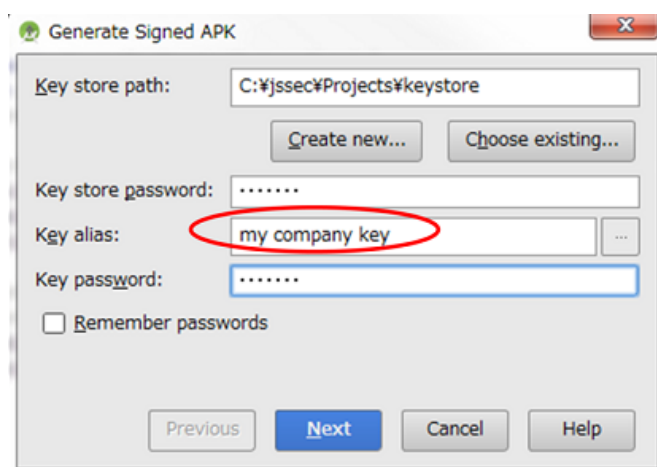 Generate Signed APK
Key store path: C:¥jssec¥Projects¥keystore
Create new... Choose existing...
Key store password: •••••••
Key alias: my company key ...
Key password: •••••••
Remember passwords
Previous Next Cancel Help